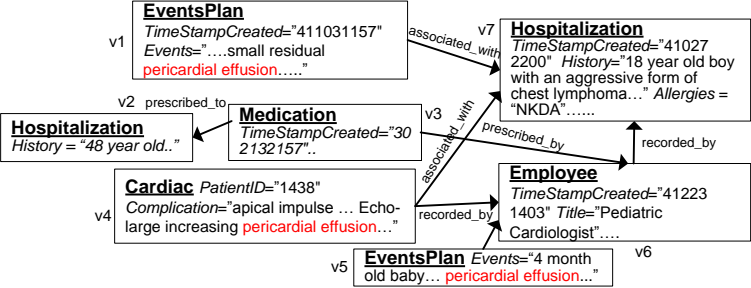 EventsPlan
TimeStampCreated="411031157"
Events="....small residual
pericardial effusion....."
v1
associated_with
v7
Hospitalization
TimeStampCreated="41027
2200" History="18 year old boy
with an aggressive form of
chest lymphoma…" Allergies =
"NKDA"…...
v2
prescribed_to
Hospitalization
History = "48 year old.."
Medication
TimeStampCreated="30
2132157"..
v3
prescribed_by
associated_with
recorded_by
Cardiac PatientID="1438"
Complication="apical impulse … Echo-
large increasing pericardial effusion…"
v4
recorded_by
Employee
TimeStampCreated="41223
1403" Title="Pediatric
Cardiologist"….
v6
v5
EventsPlan Events="4 month
old baby… pericardial effusion..."